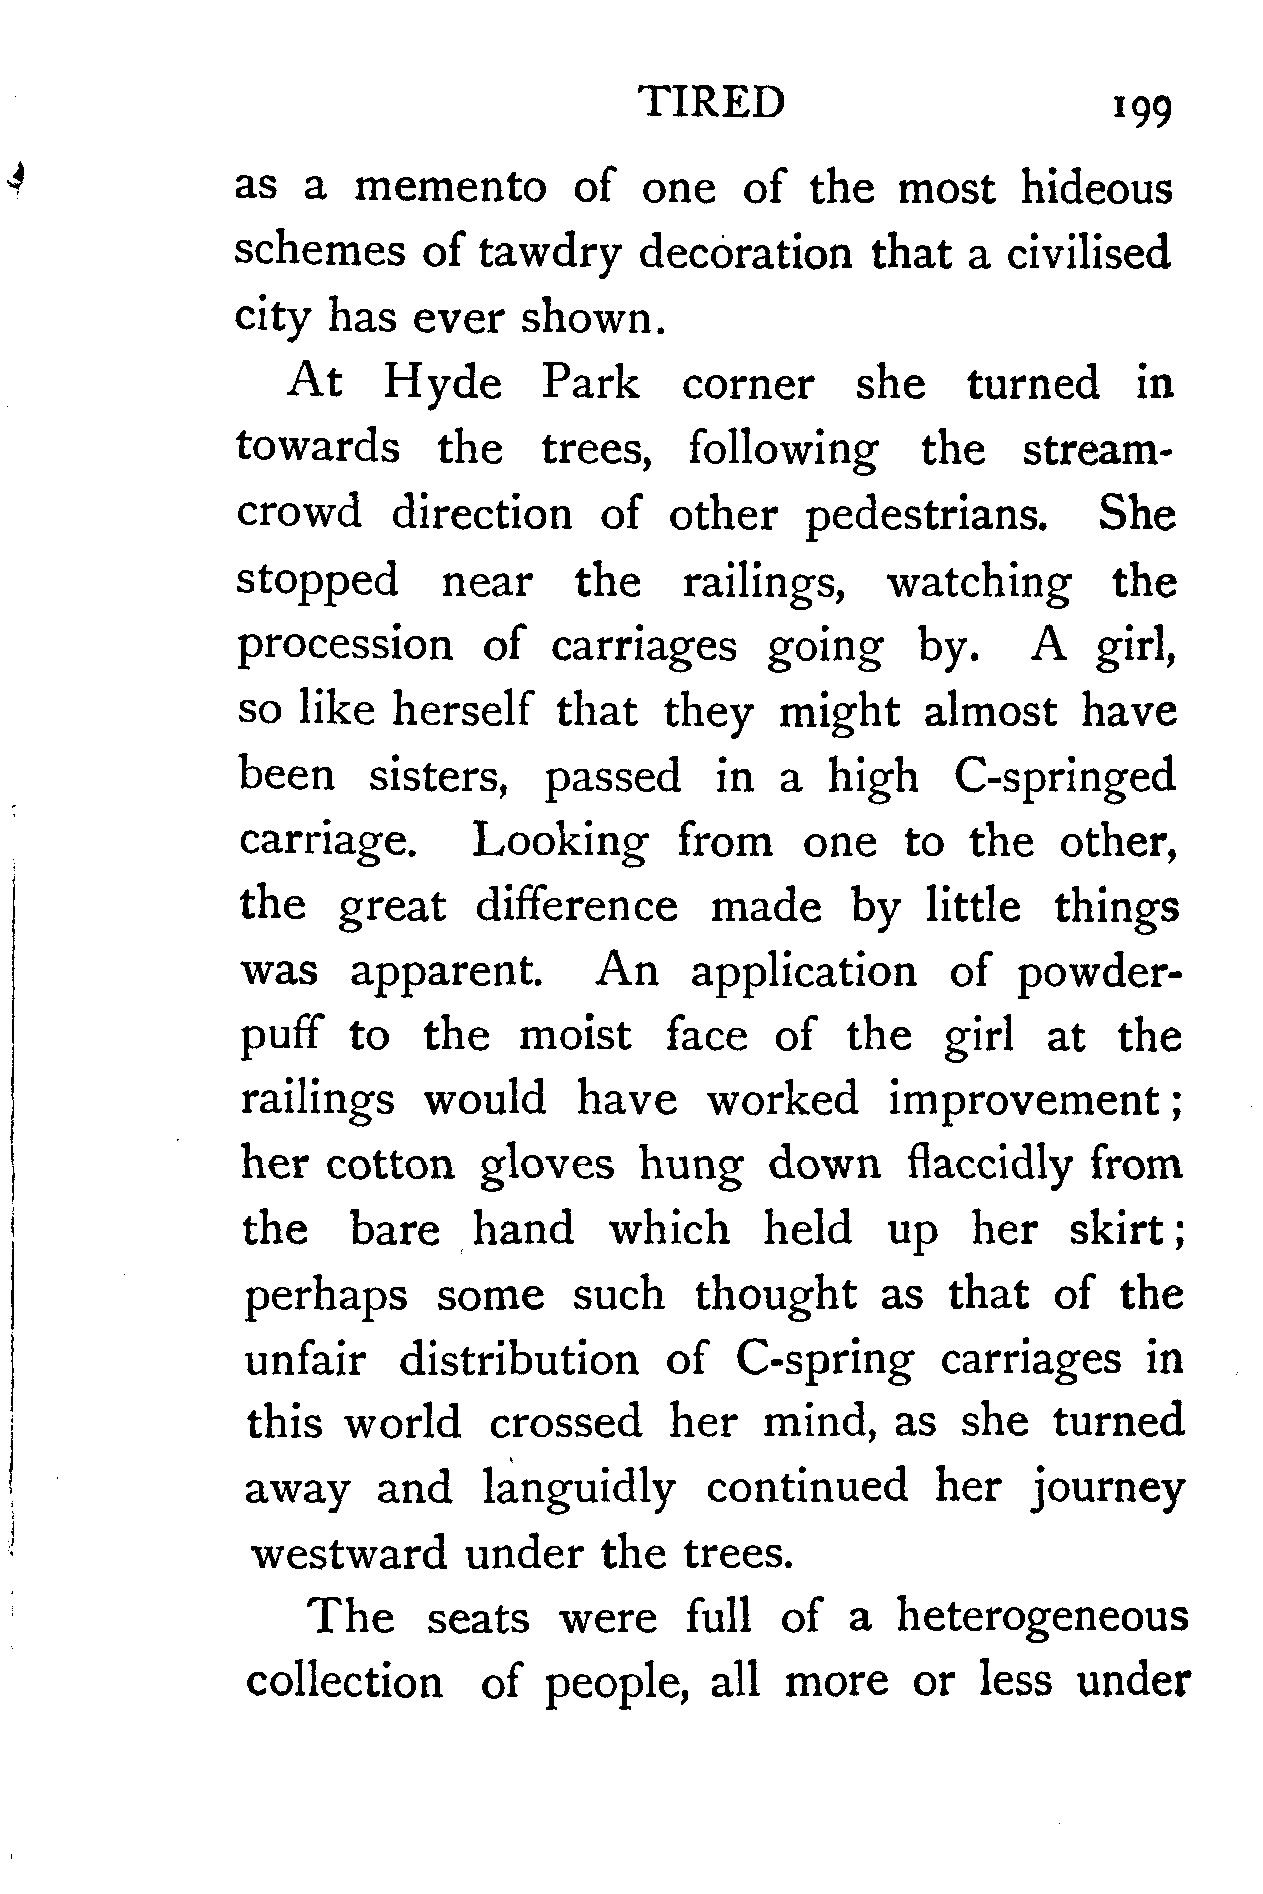 TIRED 199
as a memento of one of the most hideous
schemes of tawdry decoration that a civilised
city has ever shown.
At Hyde Park corner she turned in
towards the trees, following the stream-
crowd direction of other pedestrians. She
stopped near the railings, watching the
procession of carriages going by. A girl,
so like herself that they might almost have
been sisters, passed in a high C-springed
carriage. Looking from one to the other,
the great difference made by little things
was apparent. An application of powder-
puff to the moist face of the girl at the
railings would have worked improvement ;
her cotton gloves hung down flaccidly from
the bare hand which held up her skirt ;
perhaps some such thought as that of the
unfair distribution of C-spring carriages in
this world crossed her mind, as she turned
away and languidly continued her journey
westward under the trees.
The seats were full of a heterogeneous
collection of people, all more or less under